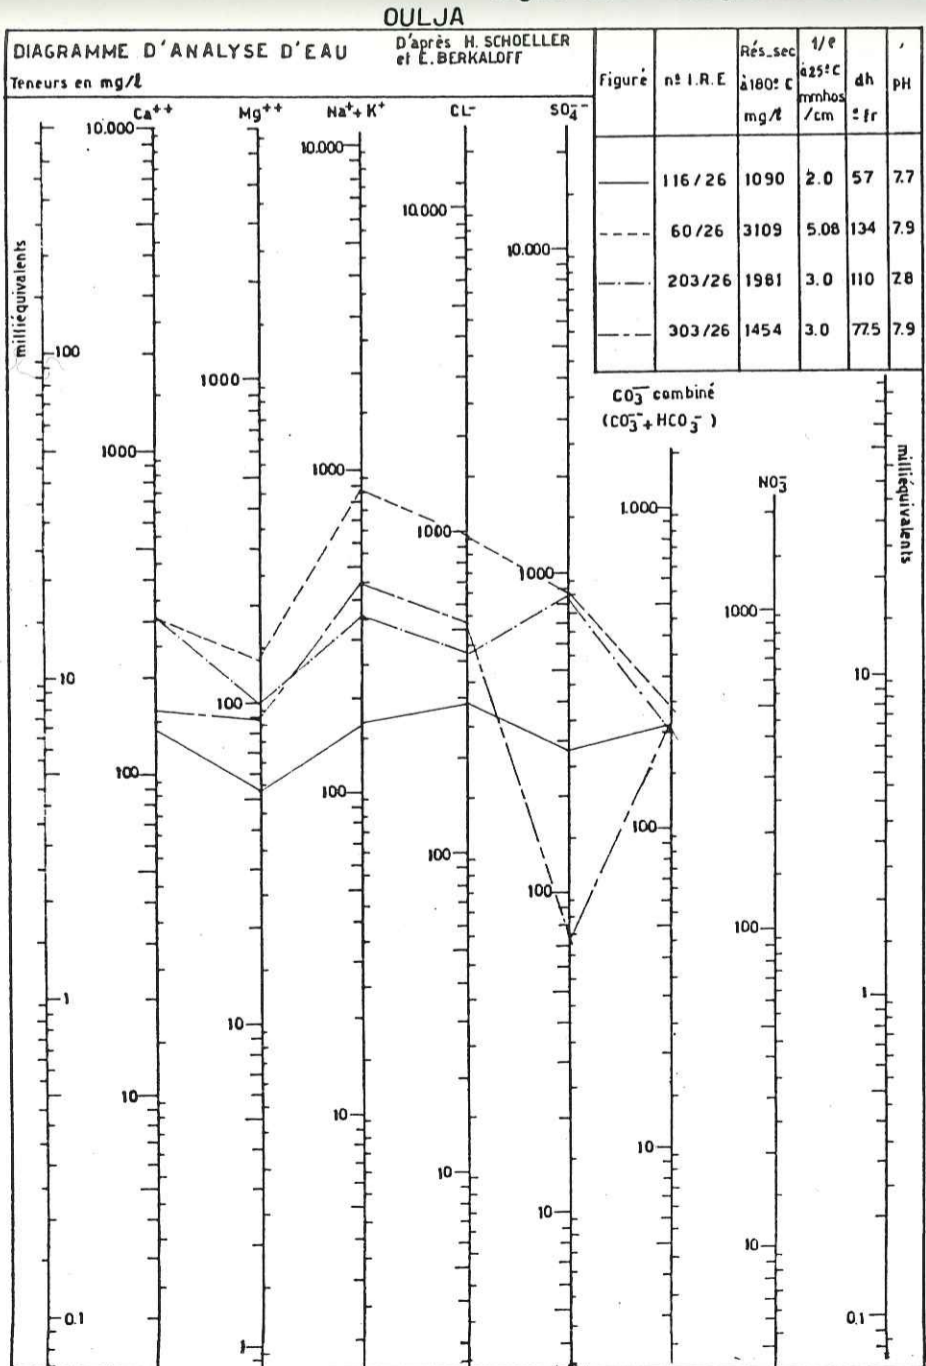 OULJA
DIAGRAMME D'ANALYSE D'EAU
D'après H. SCHOELLER
et E. BERKALOFF
Teneurs en mg/l
Figuré n° I.R.E Rés_sec à180° C mg/l 1/e à25°C mmhos /cm dh °fr pH
116/26 1090 2.0 57 7.7
60/26 3109 5.08 134 7.9
203/26 1981 3.0 110 7.8
303/26 1454 3.0 77.5 7.9
milliéquivalents
100
10
1
0.1
Ca++
10.000
1000
100
10
Mg++
1000
100
10
1
Na+ + K+
10.000
1000
100
10
CL-
10.000
1000
100
10
SO4--
10.000
1000
100
10
CO3-- combiné
(CO3-- + HCO3-)
1.000
100
10
NO3-
1000
100
10
milliéquivalents
10
1
0.1